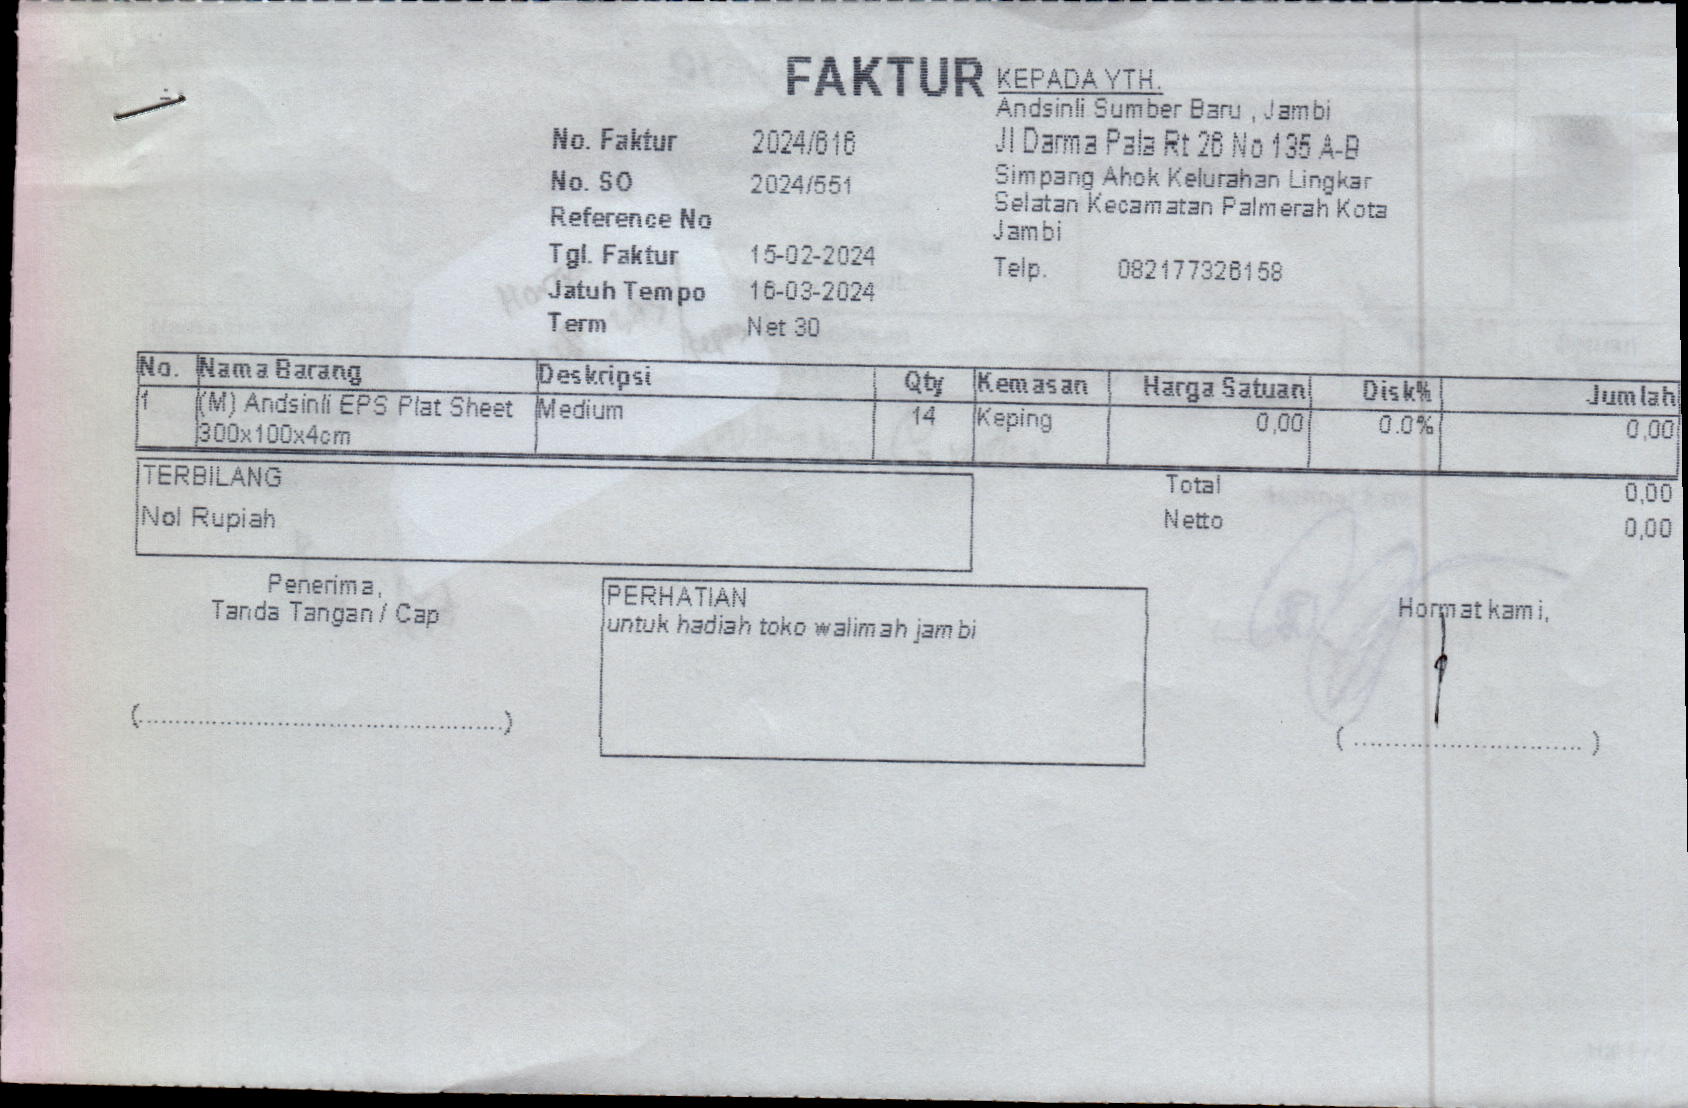 FAKTUR
No. Faktur 2024/616
No. SO 2024/551
Reference No
Tgl. Faktur 15-02-2024
Jatuh Tempo 16-03-2024
Term Net 30
KEPADA YTH.
Andsinli Sumber Baru , Jambi
Jl Darma Pala Rt 26 No 135 A-B
Simpang Ahok Kelurahan Lingkar
Selatan Kecamatan Palmerah Kota
Jambi
Telp. 082177326158
No. Nama Barang Deskripsi Qty Kemasan Harga Satuan Disk% Jumlah
1 (M) Andsinli EPS Plat Sheet Medium 14 Keping 0,00 0.0% 0,00
300x100x4cm
TERBILANG
Nol Rupiah
Total 0,00
Netto 0,00
Penerima,
Tanda Tangan / Cap
(..........................................)
PERHATIAN
untuk hadiah toko walimah jambi
Hormat kami,
( ............................ )